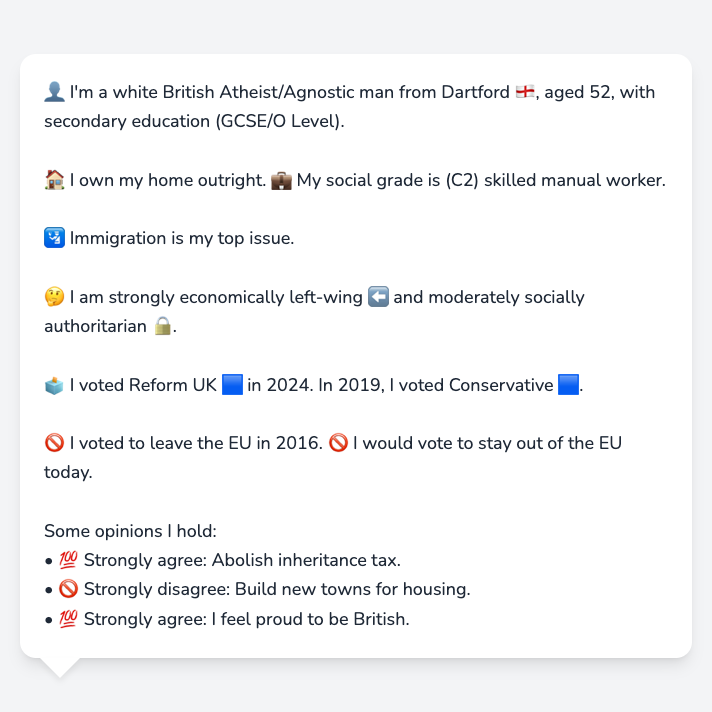 👤 I'm a white British Atheist/Agnostic man from Dartford 🏴󠁧󠁢󠁥󠁮󠁧󠁿, aged 52, with
secondary education (GCSE/O Level).
🏠 I own my home outright. 💼 My social grade is (C2) skilled manual worker.
🛂 Immigration is my top issue.
🤔 I am strongly economically left-wing ⬅️ and moderately socially
authoritarian 🔒.
🗳️ I voted Reform UK 🟦 in 2024. In 2019, I voted Conservative 🟦.
🚫 I voted to leave the EU in 2016. 🚫 I would vote to stay out of the EU
today.
Some opinions I hold:
• 💯 Strongly agree: Abolish inheritance tax.
• 🚫 Strongly disagree: Build new towns for housing.
• 💯 Strongly agree: I feel proud to be British.